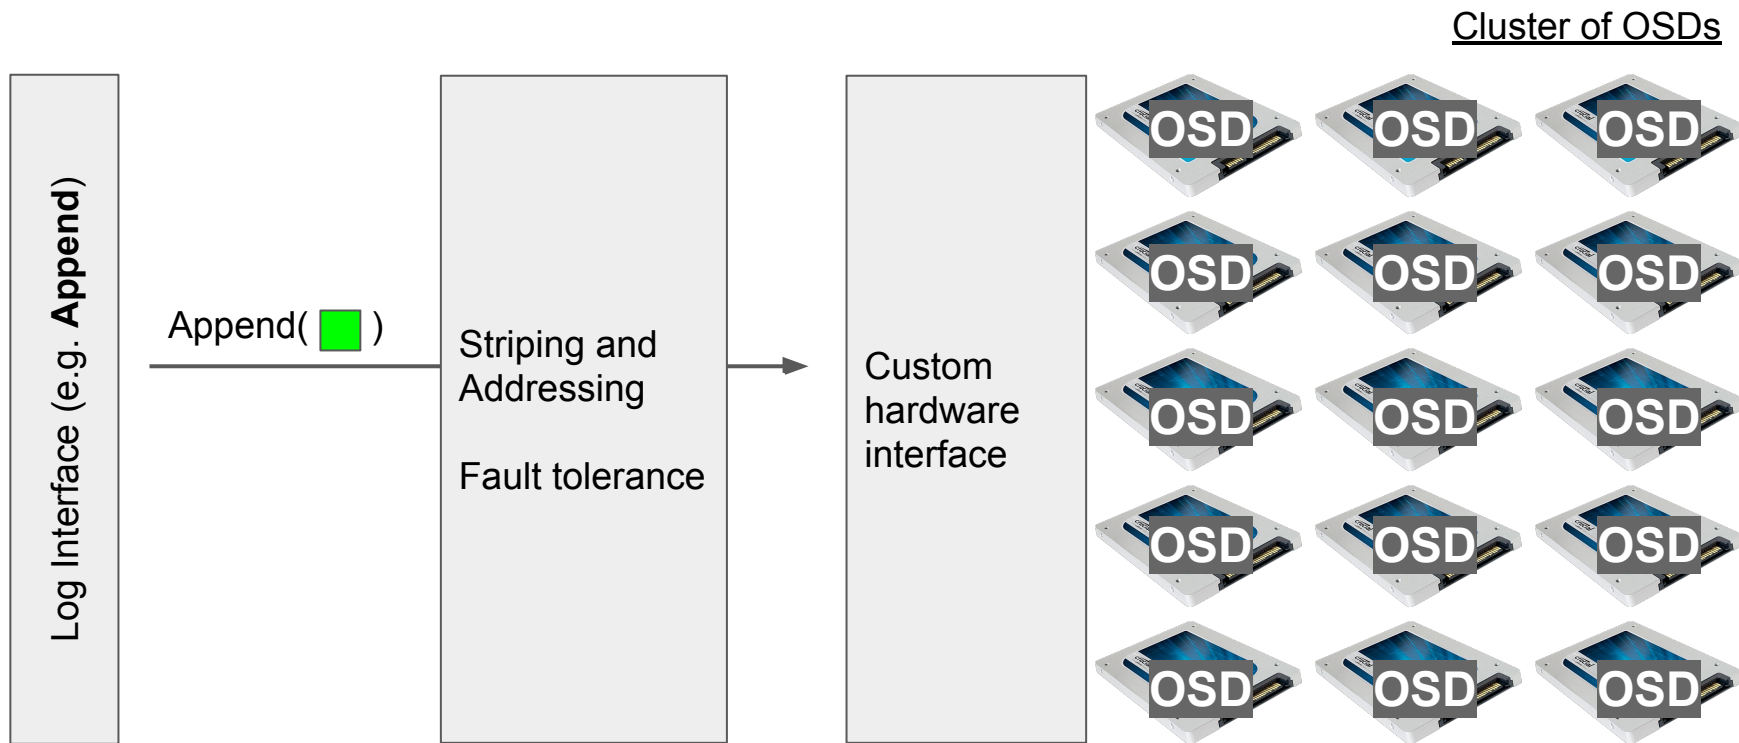 Cluster of OSDs
Log Interface (e.g. Append)
Append( )
Striping and
Addressing
Fault tolerance
Custom
hardware
interface
OSD OSD OSD
OSD OSD OSD
OSD OSD OSD
OSD OSD OSD
OSD OSD OSD